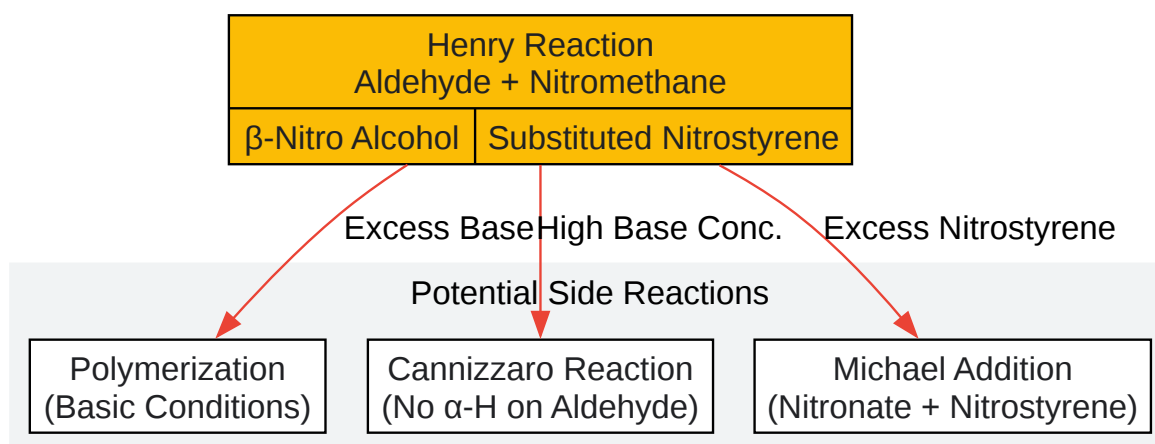 Henry Reaction
Aldehyde + Nitromethane
β-Nitro Alcohol
Substituted Nitrostyrene
Excess Base
High Base Conc.
Excess Nitrostyrene
Potential Side Reactions
Polymerization
(Basic Conditions)
Cannizzaro Reaction
(No α-H on Aldehyde)
Michael Addition
(Nitronate + Nitrostyrene)